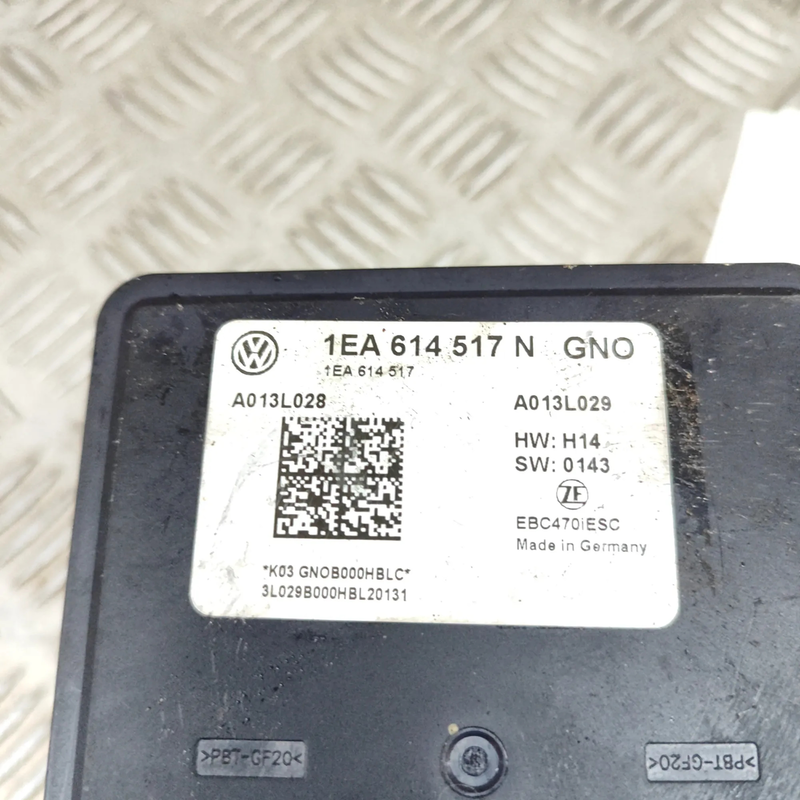 VW 1EA 614 517 N GNO
1EA 614 517
A013L028 A013L029
HW: H14
SW: 0143
ZF
EBC470iESC
Made in Germany
*K03 GNOB000HBLC*
3L029B000HBL20131
>PBT-GF20< >PBT-GF20<